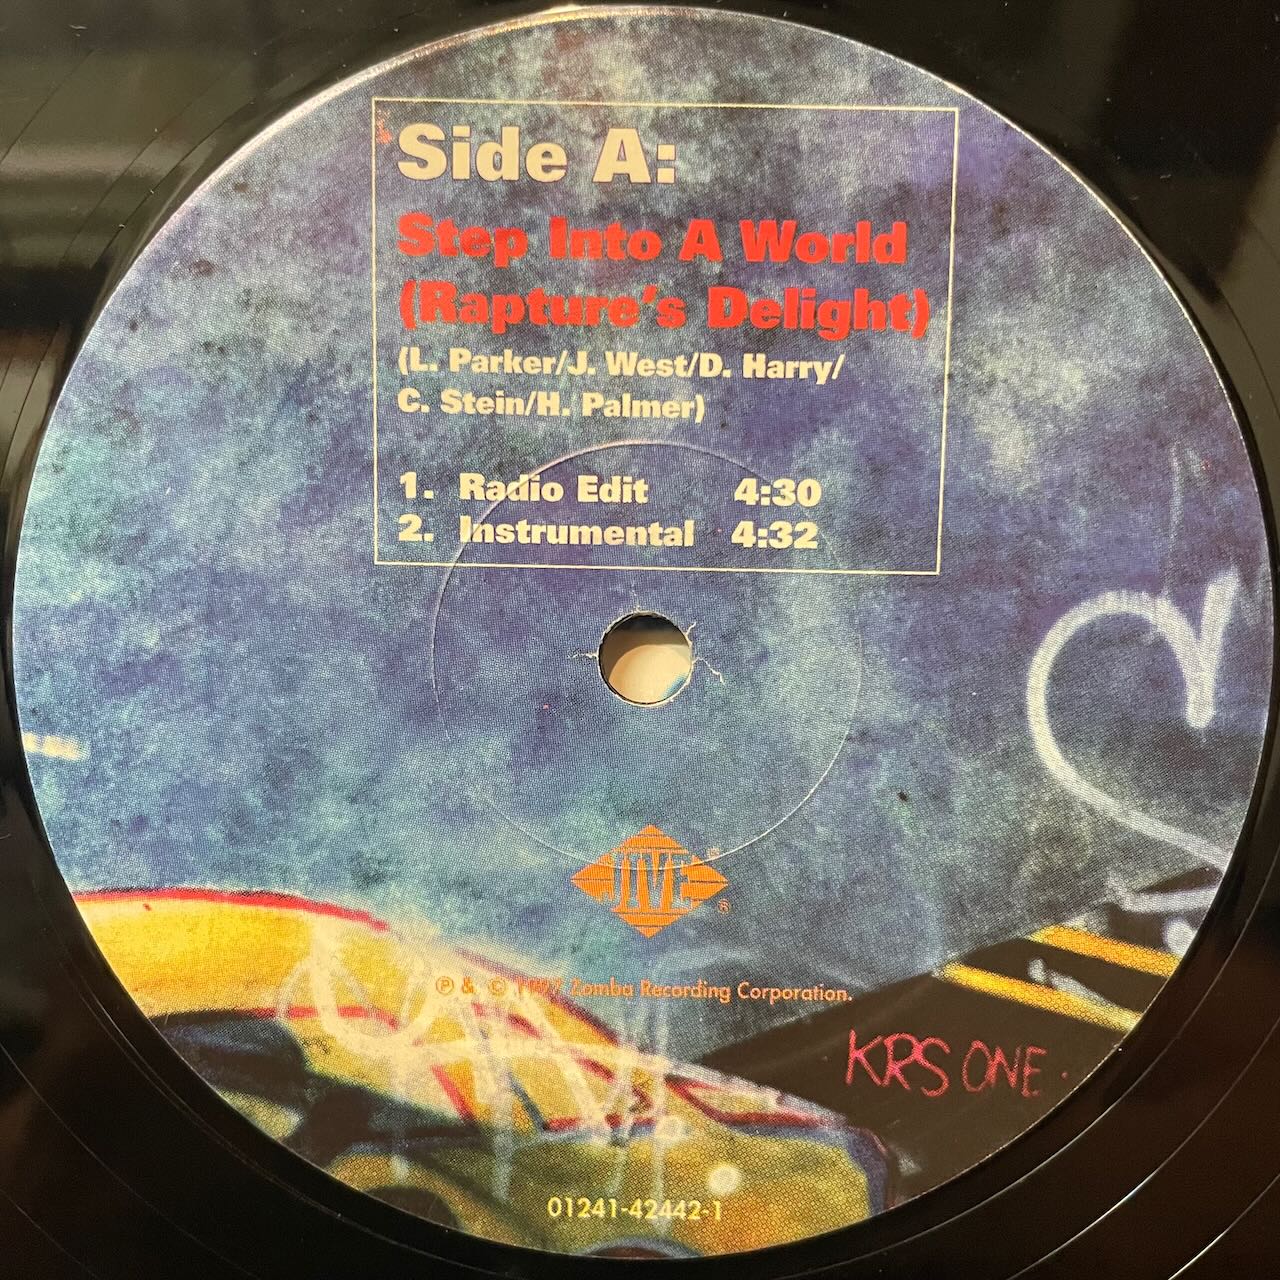 Side A:
Step Into A World
(Rapture's Delight)
(L. Parker/J. West/D. Harry/
C. Stein/H. Palmer)
1. Radio Edit 4:30
2. Instrumental 4:32
JIVE ®
℗ & © 1997 Zomba Recording Corporation.
KRS ONE.
01241-42442-1